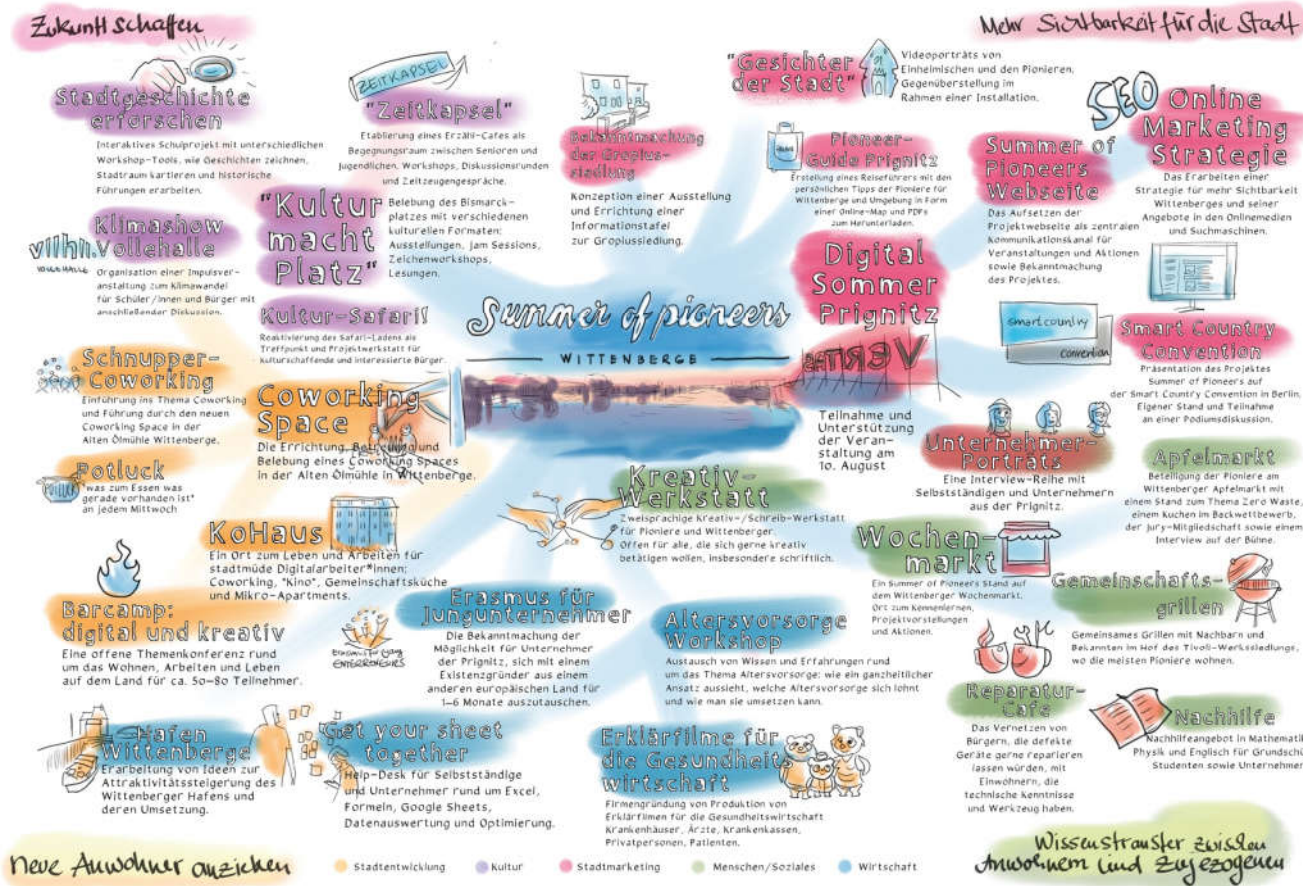 Zukunft schaffen
Mehr Sichtbarkeit für die Stadt
Stadtgeschichte
erforschen
Interaktives Schulprojekt mit unterschiedlichen
Workshop-Tools, wie Geschichten zeichnen,
Stadtraum kartieren und historische
Führungen erarbeiten.
ZEITKAPSEL
"Zeitkapsel"
Etablierung eines Erzähl-Cafes als
Begegnungsraum zwischen Senioren und
Jugendlichen, Workshops, Diskussionsrunden
und Zeitzeugengespräche.
Bekanntmachung
der Gropius-
siedlung
Konzeption einer Ausstellung
und Errichtung einer
Informationstafel
zur Gropiussiedlung.
"Gesichter
der Stadt"
Videoporträts von
Einheimischen und den Pionieren.
Gegenüberstellung im
Rahmen einer Installation.
Pioneer-
Guide Prignitz
Erstellung eines Reiseführers mit den
persönlichen Tipps der Pioniere für
Wittenberge und Umgebung in Form
einer Online-Map und PDFs
zum Herunterladen.
Summer of
Pioneers
Webseite
Das Aufsetzen der
Projektwebseite als zentralen
Kommunikationskanal für
Veranstaltungen und Aktionen
sowie Bekanntmachung
des Projektes.
SEO
Online
Marketing
Strategie
Das Erarbeiten einer
Strategie für mehr Sichtbarkeit
Wittenberges und seiner
Angebote in den Onlinemedien
und Suchmaschinen.
Klimashow
Vollehalle
VOLLEHALLE
Organisation einer Impulsver-
anstaltung zum Klimawandel
für Schüler/innen und Bürger mit
anschließender Diskussion.
"Kultur
macht
Platz"
Belebung des Bismarck-
platzes mit verschiedenen
kulturellen Formaten:
Ausstellungen, Jam Sessions,
Zeichenworkshops,
Lesungen.
Kultur-Safari!
Reaktivierung des Safari-Ladens als
Treffpunkt und Projektwerkstatt für
kulturschaffende und interessierte Bürger.
Summer of pioneers
WITTENBERGE
Digital
Sommer
Prignitz
Teilnahme und
Unterstützung
der Veran-
staltung am
10. August
smart country
convention
Smart Country
Convention
Präsentation des Projektes
Summer of Pioneers auf
der Smart Country Convention in Berlin.
Eigener Stand und Teilnahme
an einer Podiumsdiskussion.
Schnupper-
Coworking
Einführung ins Thema Coworking
und Führung durch den neuen
Coworking Space in der
Alten Ölmühle Wittenberge.
Coworking
Space
Die Errichtung, Betreuung und
Belebung eines Coworking Spaces
in der Alten Ölmühle in Wittenberge.
Potluck
"was zum Essen was
gerade vorhanden ist"
an jedem Mittwoch
KoHaus
Ein Ort zum Leben und Arbeiten für
stadtmüde Digitalarbeiter*innen:
Coworking, "Kino", Gemeinschaftsküche
und Mikro-Apartments.
Kreativ-
Werkstatt
Zweisprachige Kreativ-/Schreib-Werkstatt
für Pioniere und Wittenberger.
Offen für alle, die sich gerne kreativ
betätigen wollen, insbesondere schriftlich.
Unternehmer-
Porträts
Eine Interview-Reihe mit
Selbstständigen und Unternehmern
aus der Prignitz.
Apfelmarkt
Beteiligung der Pioniere am
Wittenberger Apfelmarkt mit
einem Stand zum Thema Zero Waste,
einem Kuchen im Backwettbewerb,
der Jury-Mitgliedschaft sowie einem
Interview auf der Bühne.
Wochen-
markt
Ein Summer of Pioneers Stand auf
dem Wittenberger Wochenmarkt.
Ort zum Kennenlernen,
Projektvorstellungen
und Aktionen.
Gemeinschafts-
grillen
Gemeinsames Grillen mit Nachbarn und
Bekannten im Hof des Tivoli-Werkssiedlungs,
wo die meisten Pioniere wohnen.
Barcamp:
digital und kreativ
Eine offene Themenkonferenz rund
um das Wohnen, Arbeiten und Leben
auf dem Land für ca. 50-80 Teilnehmer.
Erasmus für
Jungunternehmer
Die Bekanntmachung der
Möglichkeit für Unternehmer
der Prignitz, sich mit einem
Existenzgründer aus einem
anderen europäischen Land für
1-6 Monate auszutauschen.
Altersvorsorge
Workshop
Austausch von Wissen und Erfahrungen rund
um das Thema Altersvorsorge: wie ein ganzheitlicher
Ansatz aussieht, welche Altersvorsorge sich lohnt
und wie man sie umsetzen kann.
Reparatur-
Cafe
Das Vernetzen von
Bürgern, die defekte
Geräte gerne reparieren
lassen würden, mit
Einwohnern, die
technische Kenntnisse
und Werkzeug haben.
Nachhilfe
Nachhilfeangebot in Mathematik
Physik und Englisch für Grundschü
Studenten sowie Unternehmer
Hafen
Wittenberge
Erarbeitung von Ideen zur
Attraktivitätssteigerung des
Wittenberger Hafens und
deren Umsetzung.
Get your sheet
together
Help-Desk für Selbstständige
und Unternehmer rund um Excel,
Formeln, Google Sheets,
Datenauswertung und Optimierung.
Erklärfilme für
die Gesundheits
wirtschaft
Firmengründung von Produktion von
Erklärfilmen für die Gesundheitswirtschaft
Krankenhäuser, Ärzte, Krankenkassen,
Privatpersonen, Patienten.
Neue Anwohner anziehen
Stadtentwicklung
Kultur
Stadtmarketing
Menschen/Soziales
Wirtschaft
Wissenstransfer zwischen
Anwohnern und Zugezogenen